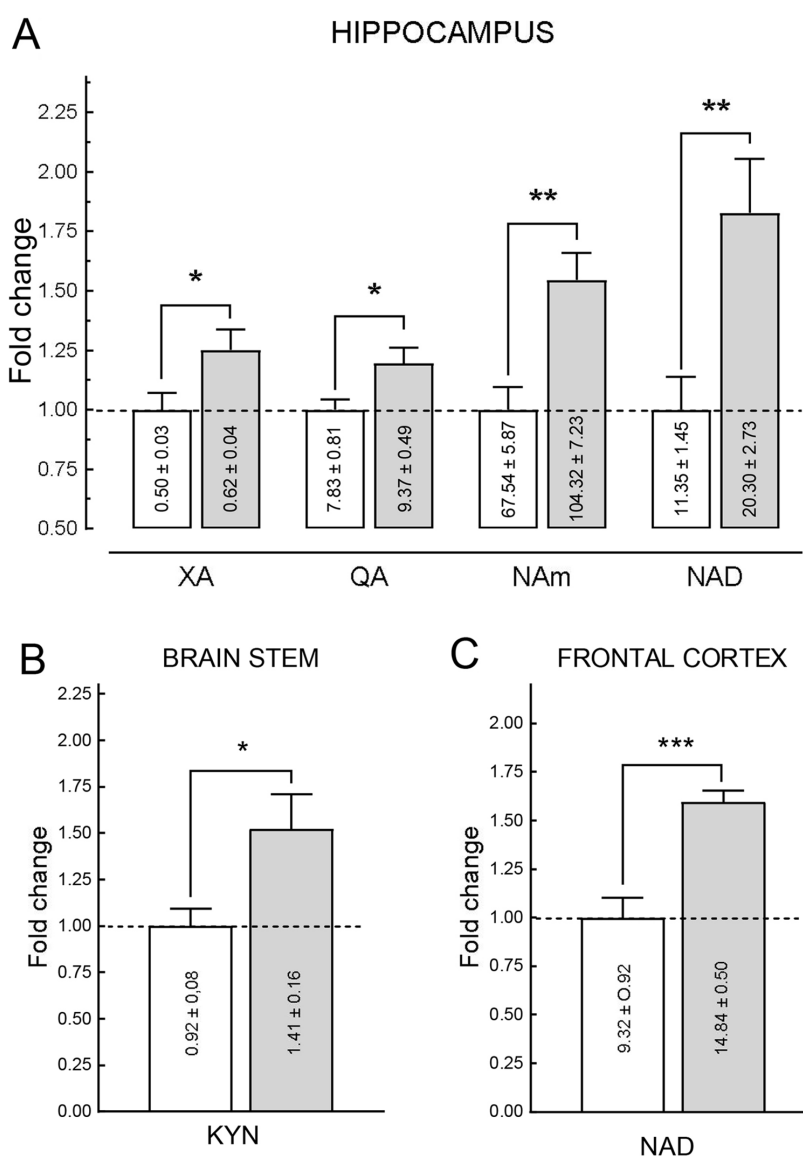 A
HIPPOCAMPUS
Fold change
2.25
2.00
1.75
1.50
1.25
1.00
0.75
0.50
*
*
**
**
0.50 ± 0.03
0.62 ± 0.04
7.83 ± 0.81
9.37 ± 0.49
67.54 ± 5.87
104.32 ± 7.23
11.35 ± 1.45
20.30 ± 2.73
XA
QA
NAm
NAD
B
BRAIN STEM
Fold change
2.25
2.00
1.75
1.50
1.25
1.00
0.75
0.50
0.25
0.00
*
0.92 ± 0,08
1.41 ± 0.16
KYN
C
FRONTAL CORTEX
Fold change
2.00
1.75
1.50
1.25
1.00
0.75
0.50
0.25
0.00
***
9.32 ± O.92
14.84 ± 0.50
NAD